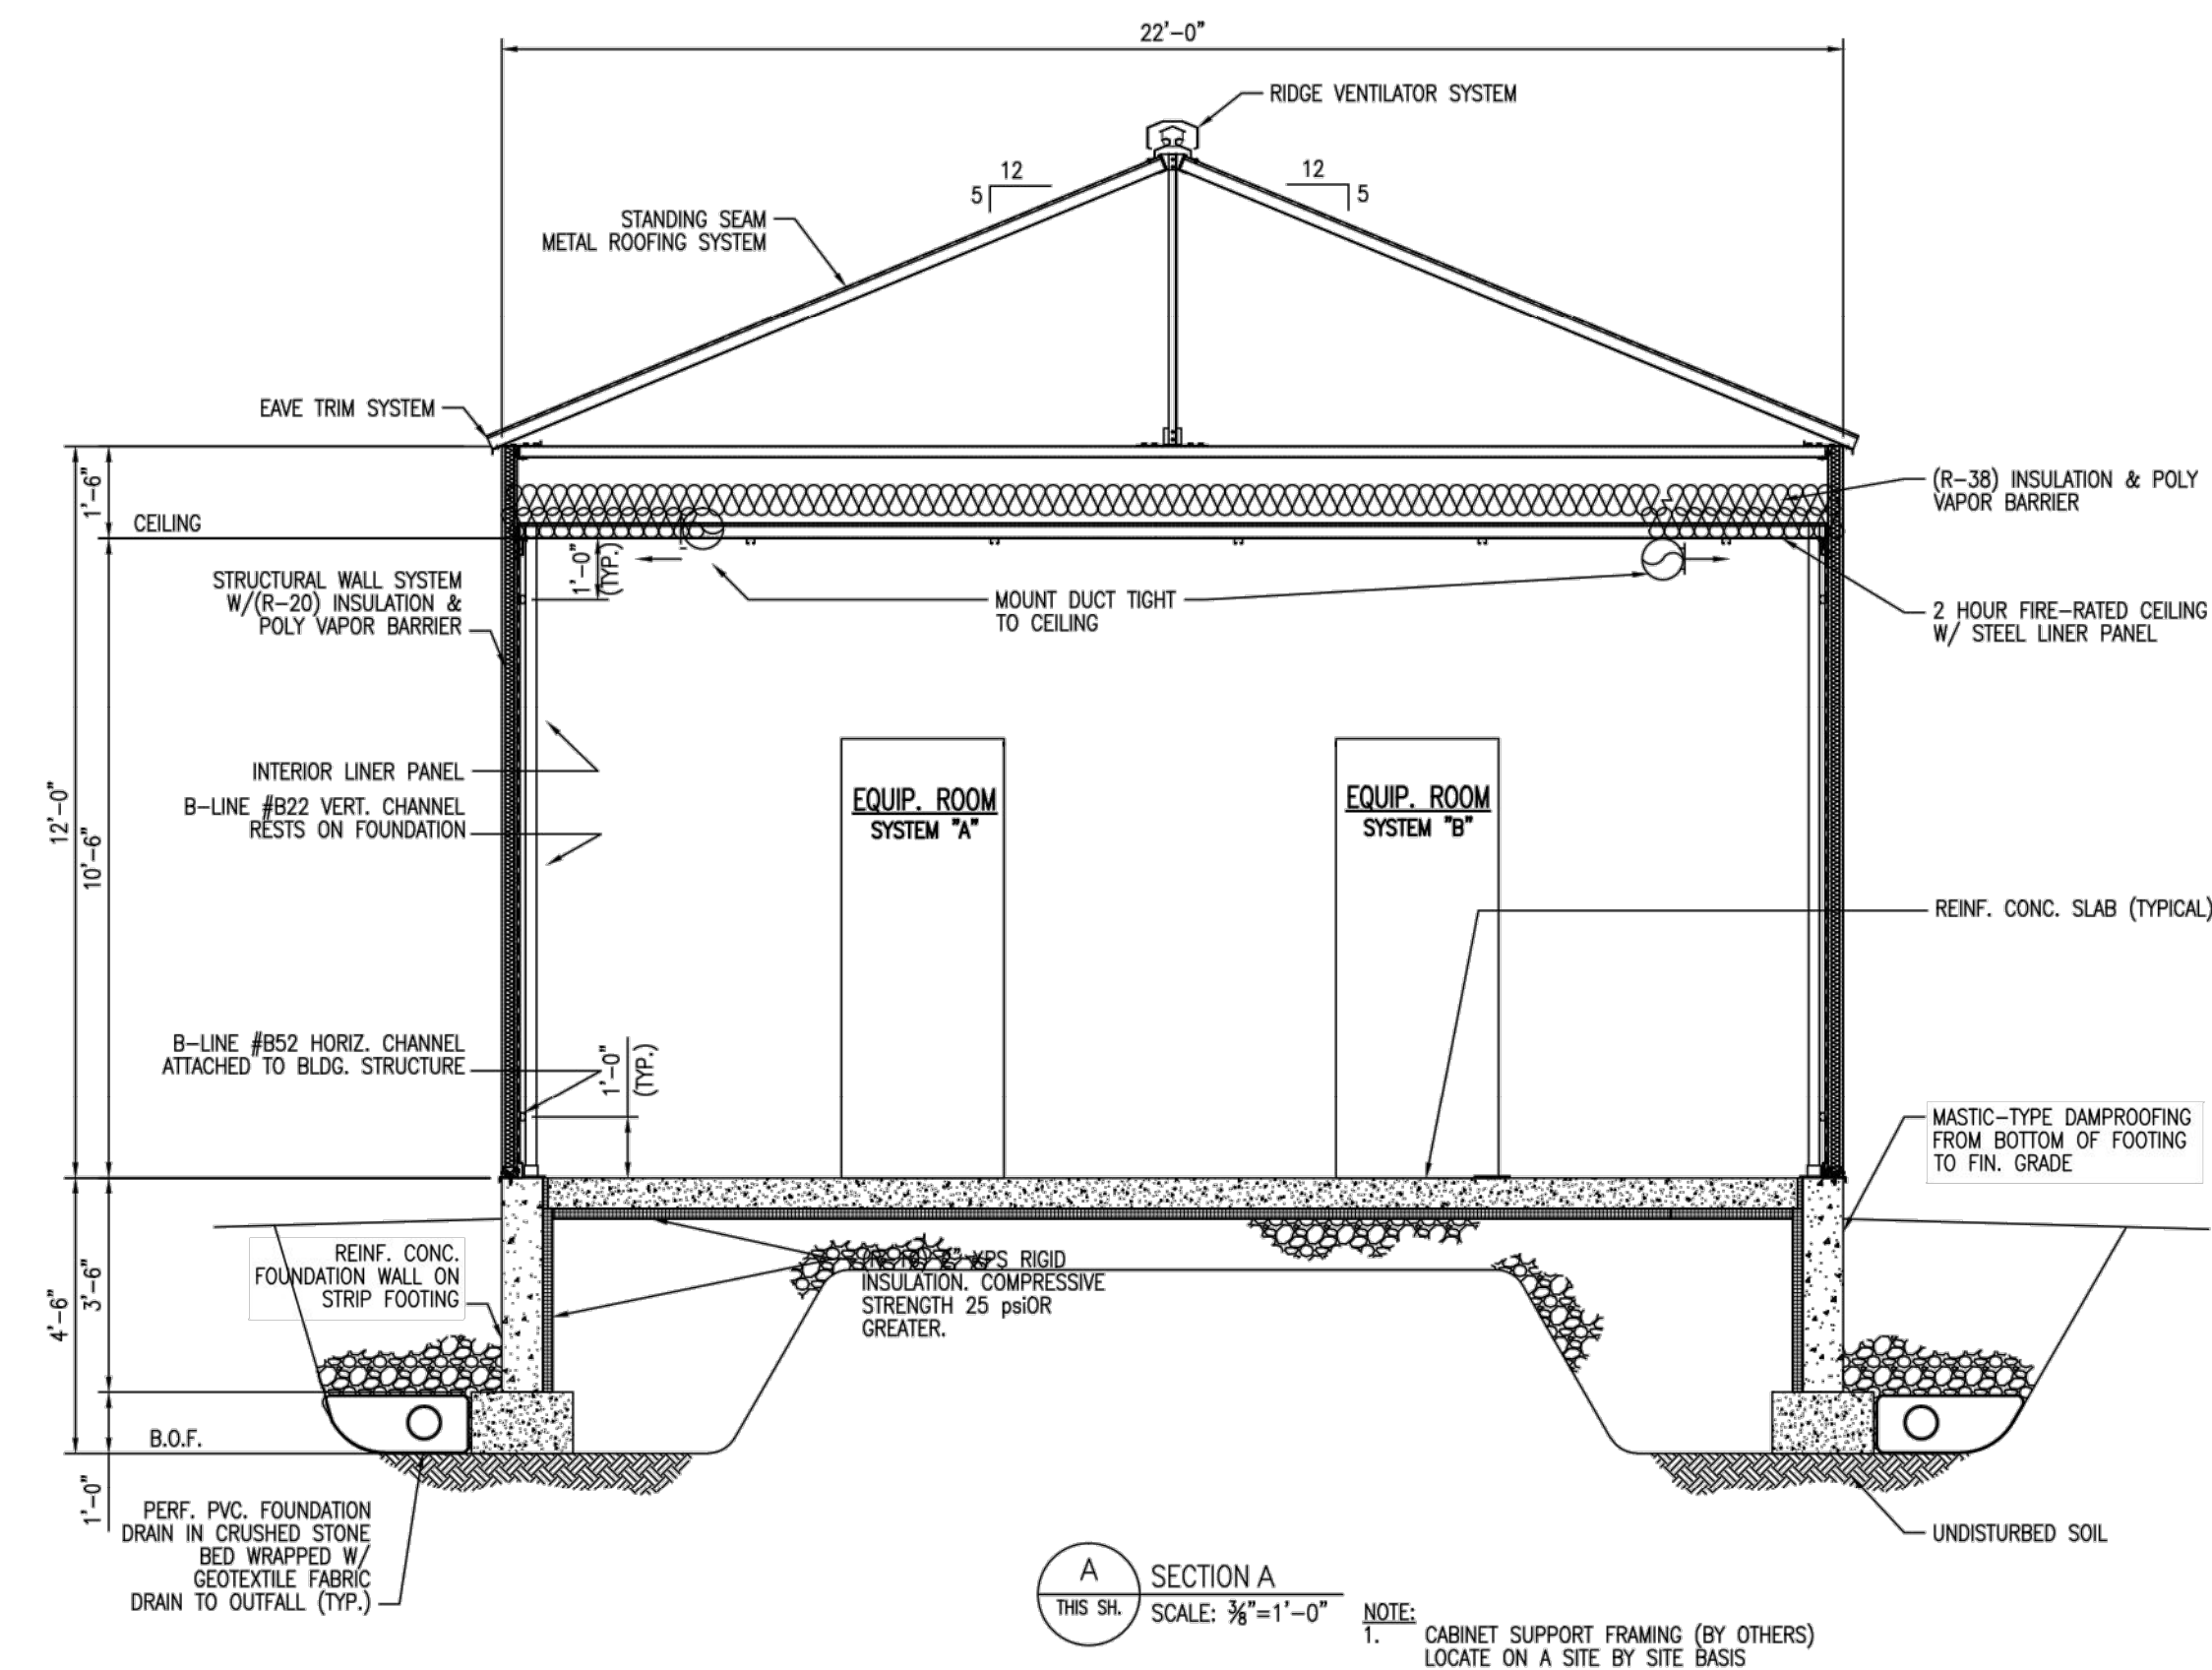 22'-0"
RIDGE VENTILATOR SYSTEM
12
5
12
5
STANDING SEAM
METAL ROOFING SYSTEM
EAVE TRIM SYSTEM
1'-6"
CEILING
(R-38) INSULATION & POLY
VAPOR BARRIER
1'-0"
(TYP.)
STRUCTURAL WALL SYSTEM
W/(R-20) INSULATION &
POLY VAPOR BARRIER
MOUNT DUCT TIGHT
TO CEILING
2 HOUR FIRE-RATED CEILING
W/ STEEL LINER PANEL
INTERIOR LINER PANEL
B-LINE #B22 VERT. CHANNEL
RESTS ON FOUNDATION
12'-0"
10'-6"
EQUIP. ROOM
SYSTEM "A"
EQUIP. ROOM
SYSTEM "B"
REINF. CONC. SLAB (TYPICAL)
B-LINE #B52 HORIZ. CHANNEL
ATTACHED TO BLDG. STRUCTURE
1'-0"
(TYP.)
MASTIC-TYPE DAMPROOFING
FROM BOTTOM OF FOOTING
TO FIN. GRADE
REINF. CONC.
FOUNDATION WALL ON
STRIP FOOTING
XPS RIGID
INSULATION. COMPRESSIVE
STRENGTH 25 psiOR
GREATER.
4'-6"
3'-6"
B.O.F.
1'-0"
PERF. PVC. FOUNDATION
DRAIN IN CRUSHED STONE
BED WRAPPED W/
GEOTEXTILE FABRIC
DRAIN TO OUTFALL (TYP.)
UNDISTURBED SOIL
A
THIS SH.
SECTION A
SCALE: ⅜"=1'-0"
NOTE:
1. CABINET SUPPORT FRAMING (BY OTHERS)
LOCATE ON A SITE BY SITE BASIS